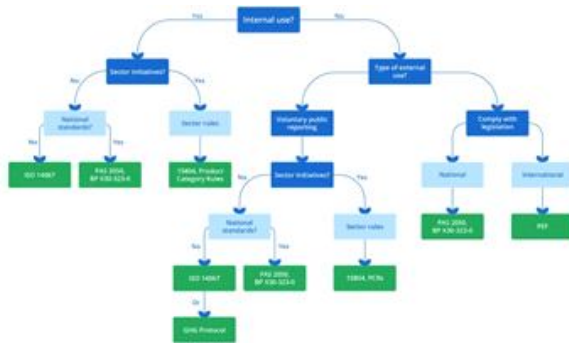 Internal use?
Yes
No
Sector Initiatives?
Type of external
use?
No
Yes
National
standards?
Sector rules
Voluntary public
reporting
Comply with
legislation
No
Yes
ISO 14067
PAS 2050,
BP X30-323-0
15804, Product
Category Rules
Sector Initiatives?
National
International
No
Yes
PAS 2050,
BP X30-323-0
PEF
National
standards?
Sector rules
No
Yes
ISO 14067
PAS 2050,
BP X30-323-0
15804, PCRs
Or
GHG Protocol